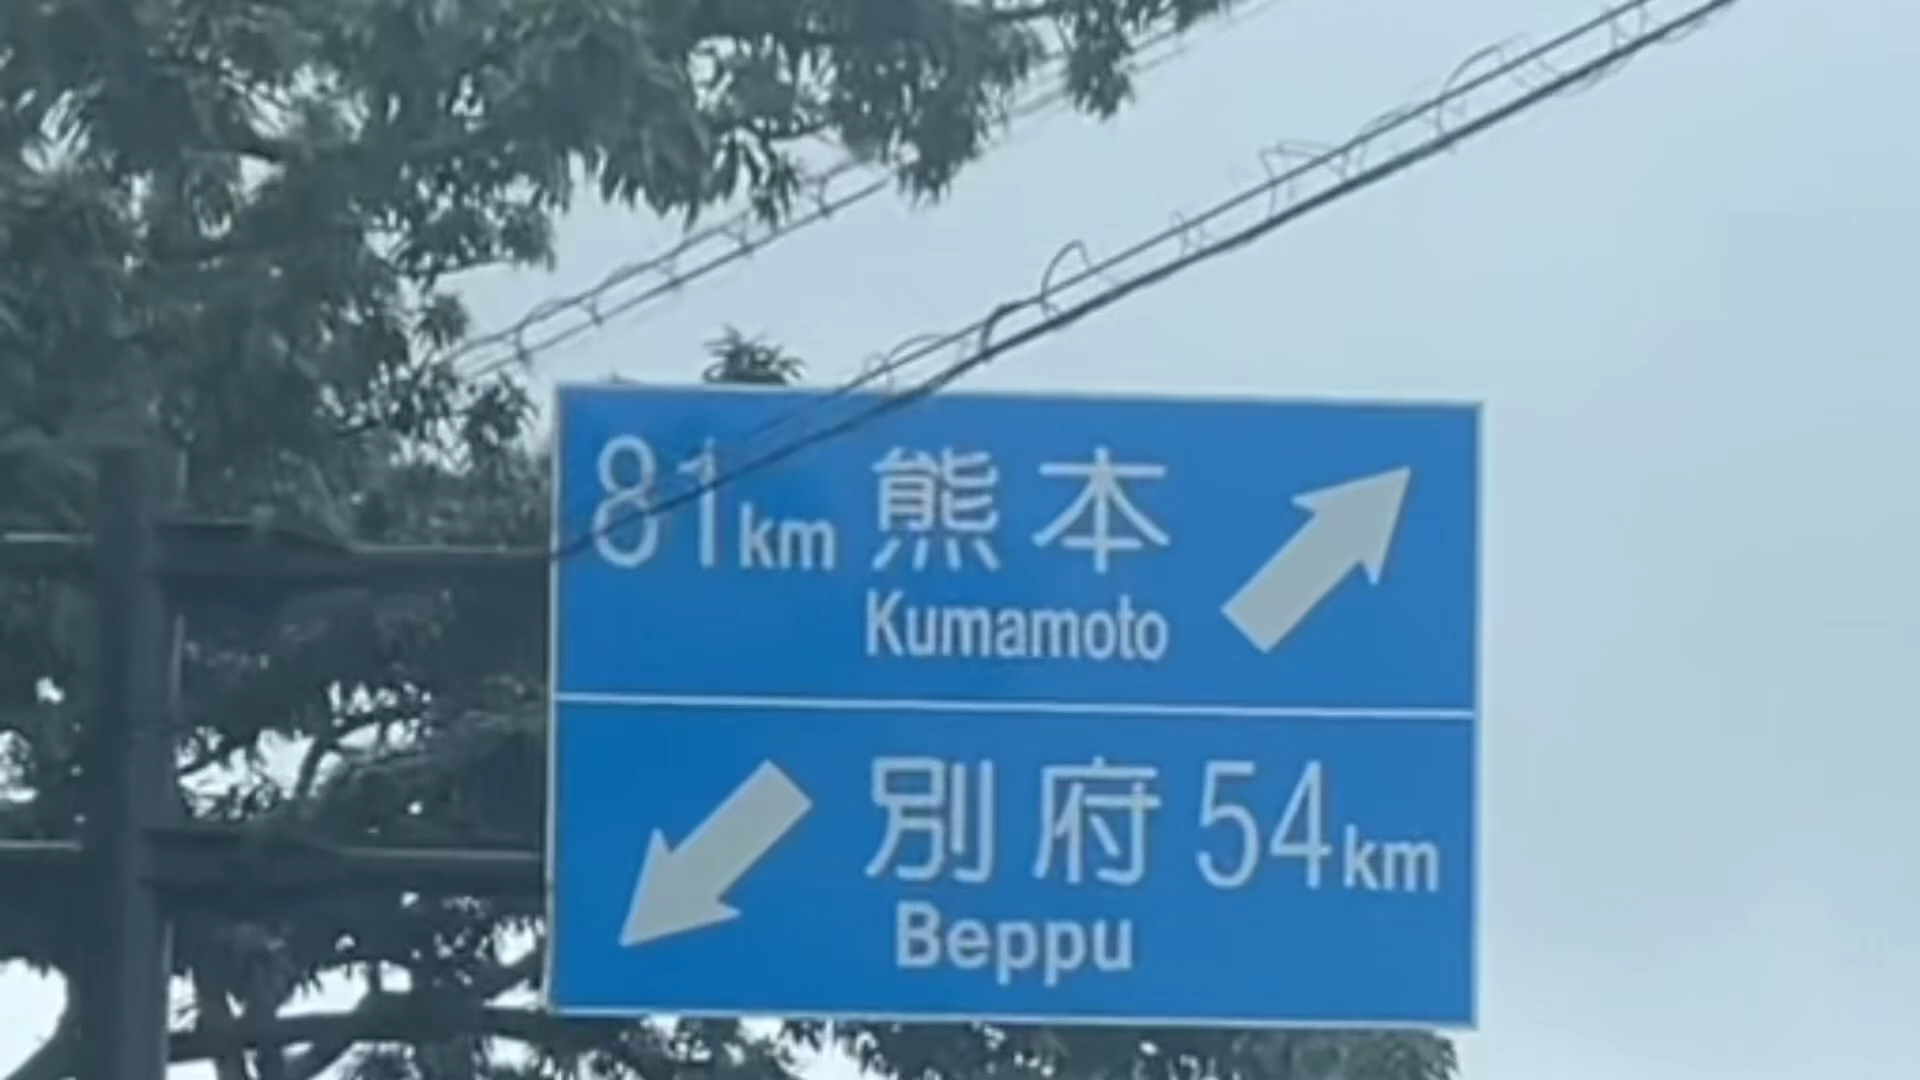 81km 熊本
Kumamoto
別府 54km
Beppu